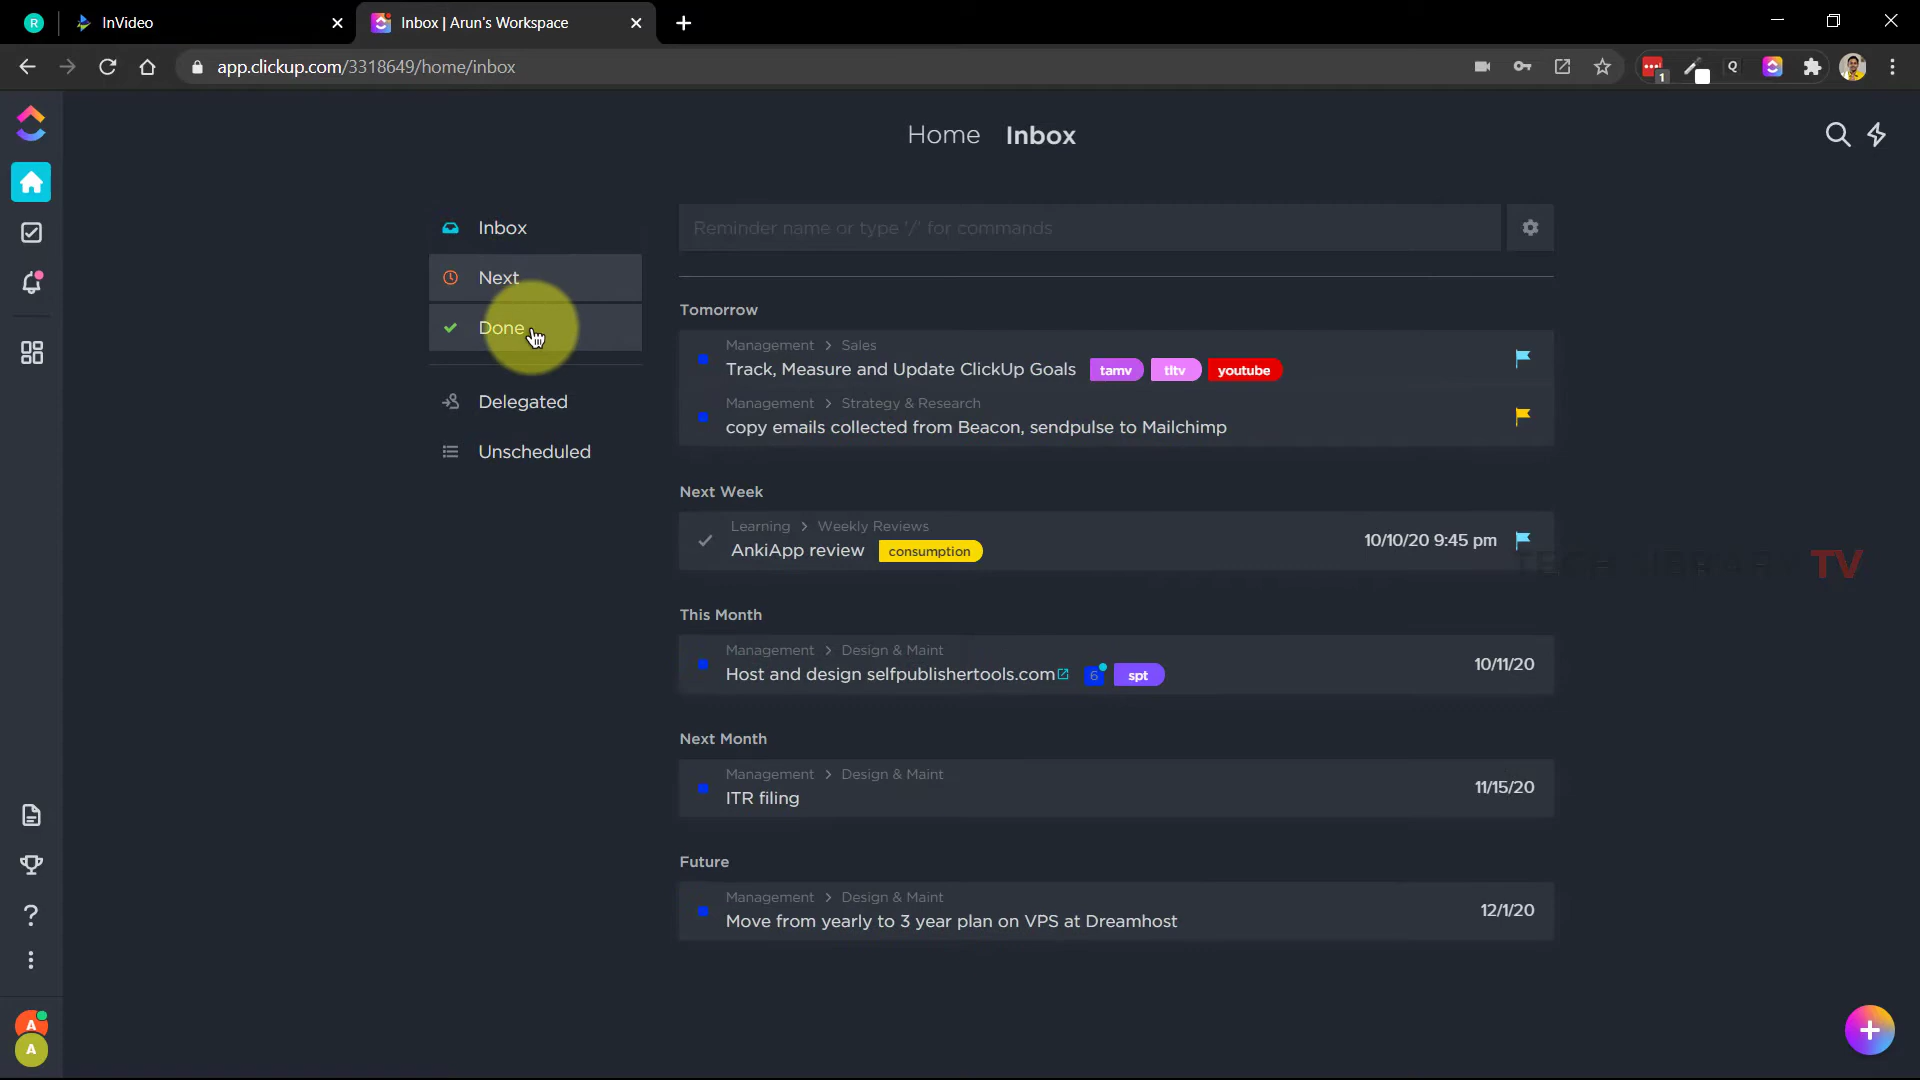 R
InVideo
Inbox | Arun's Workspace
app.clickup.com/3318649/home/inbox
1
Q
Home Inbox
Inbox
Next
Done
Delegated
Unscheduled
Reminder name or type '/' for commands
Tomorrow
Management > Sales
Track, Measure and Update ClickUp Goals tamv tltv youtube
Management > Strategy & Research
copy emails collected from Beacon, sendpulse to Mailchimp
Next Week
Learning > Weekly Reviews
AnkiApp review consumption 10/10/20 9:45 pm
TECH LIBRARY TV
This Month
Management > Design & Maint
Host and design selfpublishertools.com 6 spt 10/11/20
Next Month
Management > Design & Maint
ITR filing 11/15/20
Future
Management > Design & Maint
Move from yearly to 3 year plan on VPS at Dreamhost 12/1/20
A
A